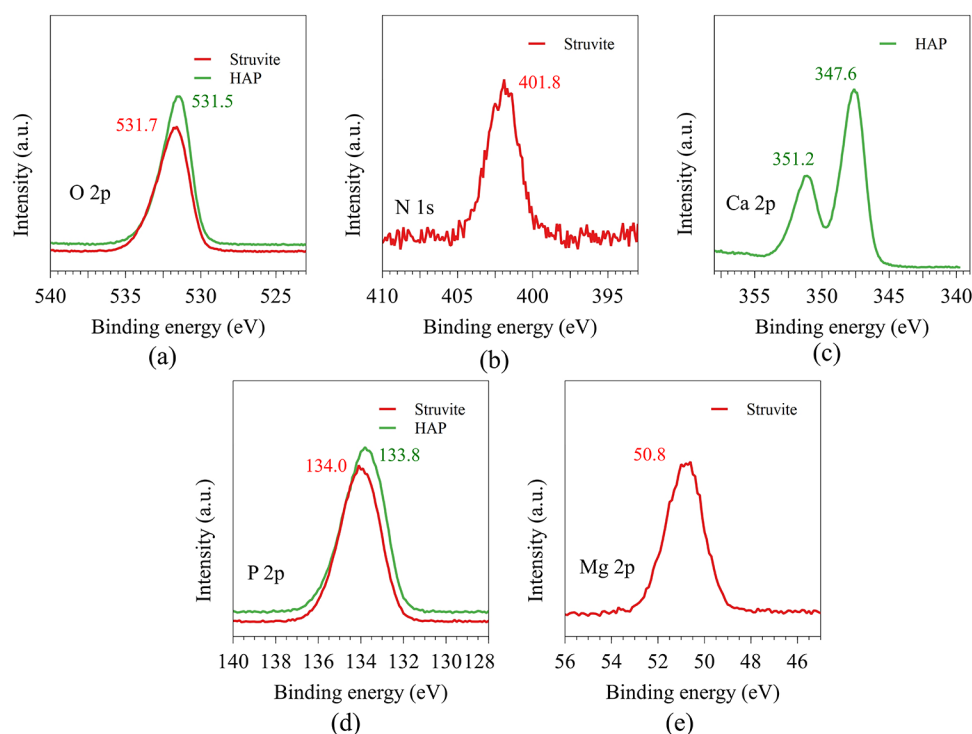 Struvite
HAP
531.5
531.7
O 2p
Intensity (a.u.)
540 535 530 525
Binding energy (eV)
(a)
Struvite
401.8
N 1s
Intensity (a.u.)
410 405 400 395
Binding energy (eV)
(b)
HAP
347.6
351.2
Ca 2p
Intensity (a.u.)
355 350 345 340
Binding energy (eV)
(c)
Struvite
HAP
134.0 133.8
P 2p
Intensity (a.u.)
140 138 136 134 132 130 128
Binding energy (eV)
(d)
Struvite
50.8
Mg 2p
Intensity (a.u.)
56 54 52 50 48 46
Binding energy (eV)
(e)